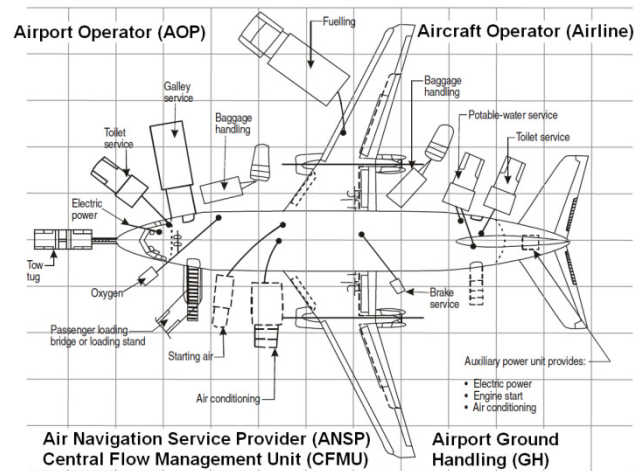 Airport Operator (AOP)
Fuelling
Aircraft Operator (Airline)
Galley
service
Baggage
handling
Toilet
service
Baggage
handling
Potable-water service
Toilet service
Electric
power
Tow
tug
Oxygen
Passenger loading
bridge or loading stand
Starting air
Air conditioning
Brake
service
Auxiliary power unit provides:
• Electric power
• Engine start
• Air conditioning
Air Navigation Service Provider (ANSP)
Central Flow Management Unit (CFMU)
Airport Ground
Handling (GH)